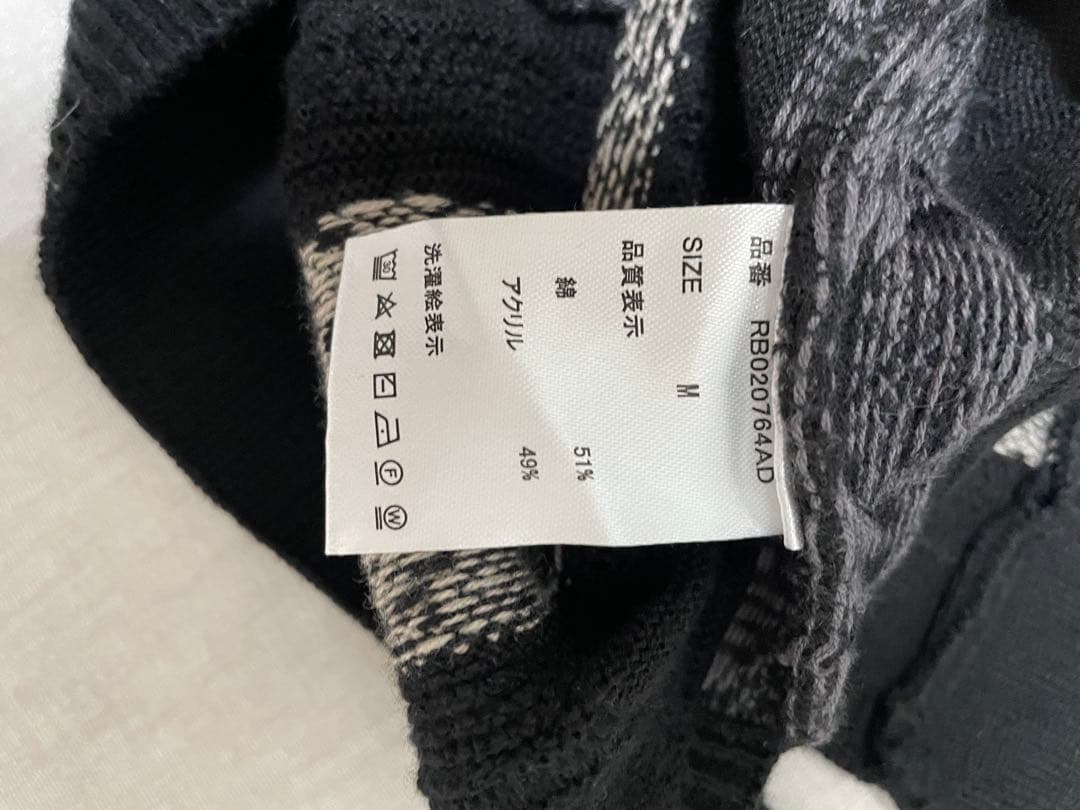 品番 RB020764AD
SIZE M
品質表示
綿 51%
アクリル 49%
洗濯絵表示
30 F W